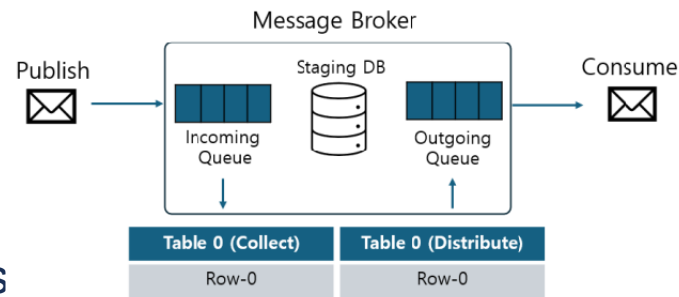 Message Broker
Publish
Staging DB
Consume
Incoming
Queue
Outgoing
Queue
Table 0 (Collect) Table 0 (Distribute)
Row-0 Row-0
s